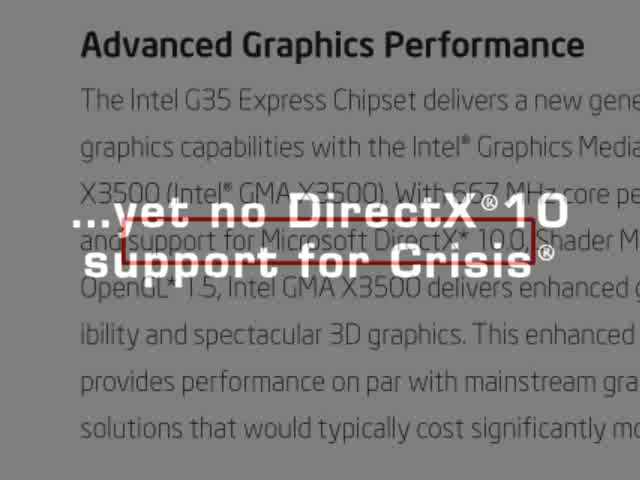 Advanced Graphics Performance
The Intel G35 Express Chipset delivers a new gene
graphics capabilities with the Intel® Graphics Media
X3500 (Intel® GMA X3500). With 667 MHz core pe
...yet no DirectX®10
and support for Microsoft DirectX* 10.0, Shader M
support for Crisis®
OpenGL* 1.5, Intel GMA X3500 delivers enhanced g
ibility and spectacular 3D graphics. This enhanced
provides performance on par with mainstream gra
solutions that would typically cost significantly mo